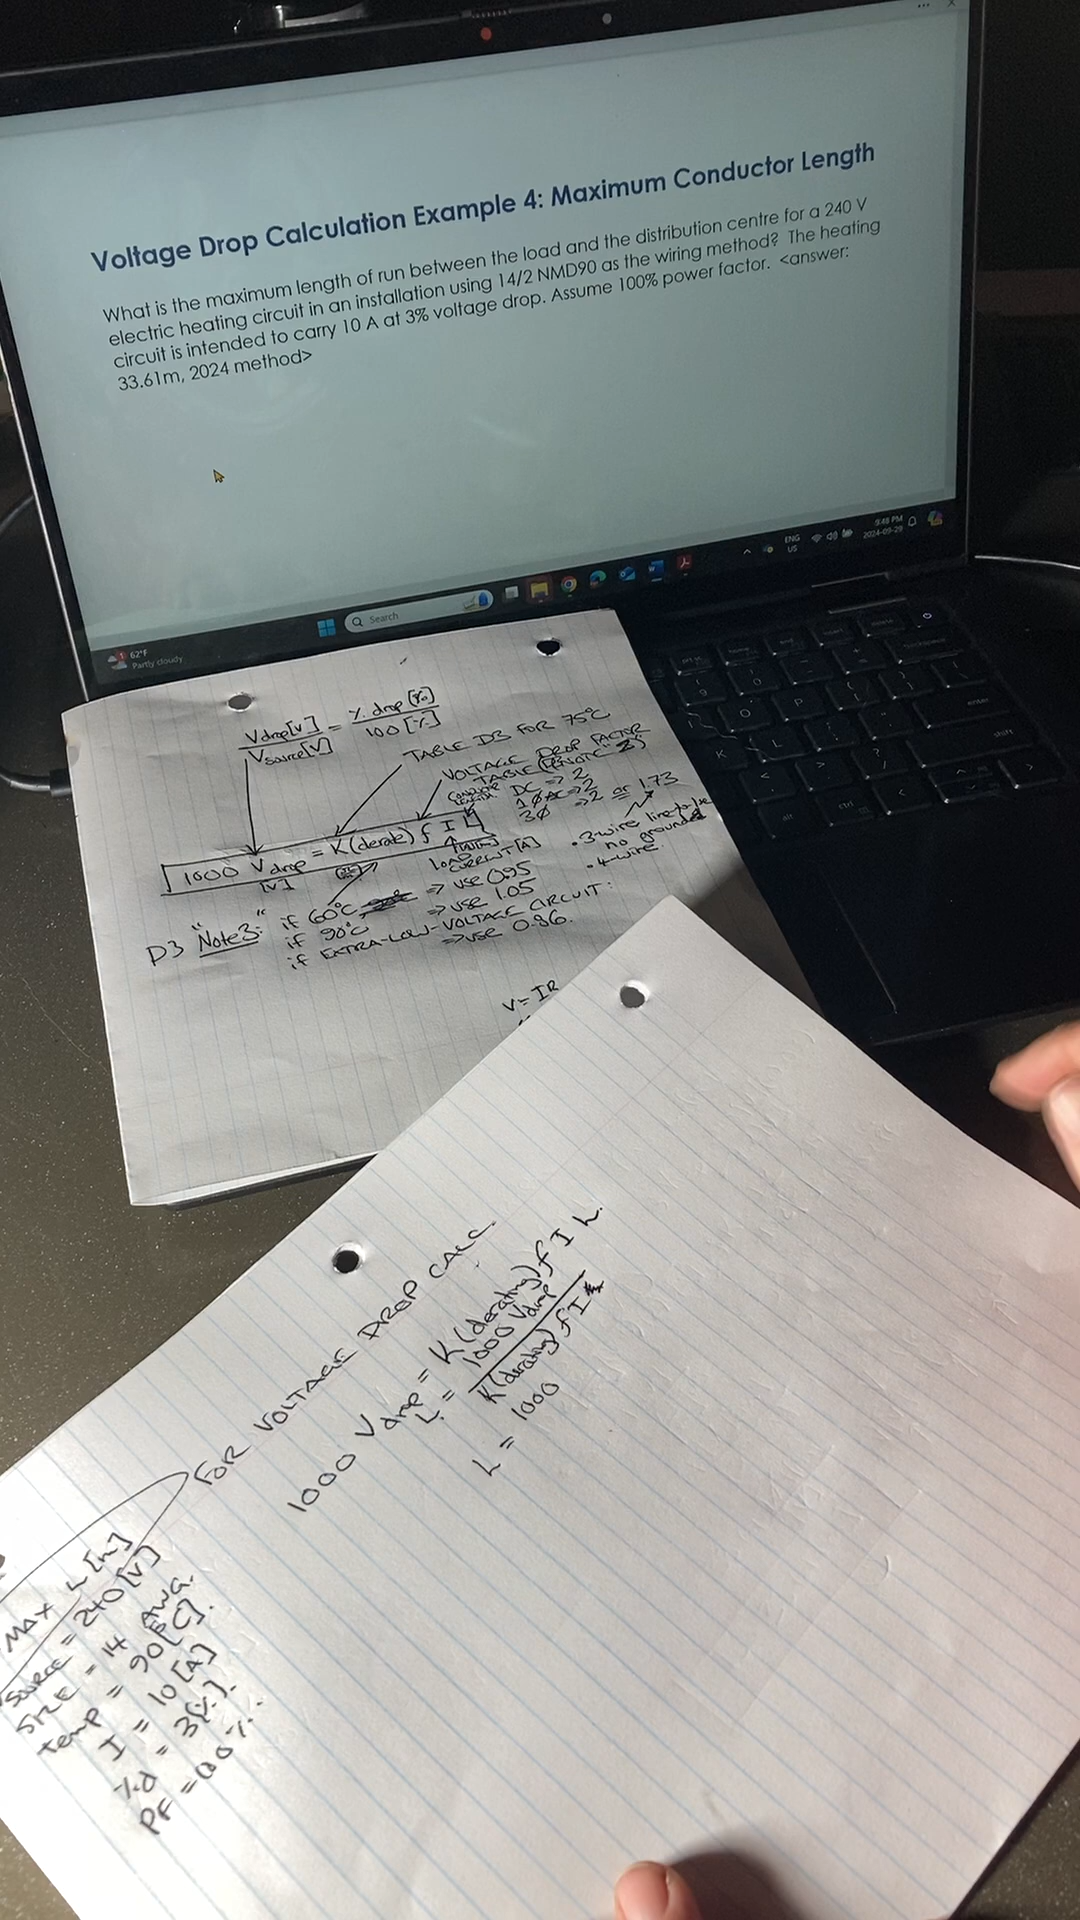 Voltage Drop Calculation Example 4: Maximum Conductor Length
What is the maximum length of run between the load and the distribution centre for a 240 V
electric heating circuit in an installation using 14/2 NMD90 as the wiring method? The heating
circuit is intended to carry 10 A at 3% voltage drop. Assume 100% power factor. <answer:
33.61m, 2024 method>
62°F
Partly cloudy
Search
ENG
US
9:48 PM
2024-09-29
Vdrop[V] = % drop[%]
Vsource[V] 100[%]
TABLE D3 FOR 75°C
VOLTAGE DROP FACTOR
TABLE
DC => 2
1Ø AC => 2
3Ø => 2 or 1.73
• 3-wire line-to-line
no ground
• 4-wire
1000 Vdrop = K(derate) f I L
[V]
LOAD
CURRENT[A]
D3 "Note3:" if 60°C => use 0.95
if 90°C => use 1.05
if EXTRA-LOW-VOLTAGE CIRCUIT:
=> use 0.86.
V = IR
FOR VOLTAGE DROP CALC.
1000 Vdrop = K(derating) f I L.
L = 1000 Vdrop
K(derating) f I
L = 1000
MAX L [m]
SOURCE = 240[V]
SIZE = 14 AWG.
temp = 90[°C].
I = 10[A]
%d = 3[%].
PF = 100%.